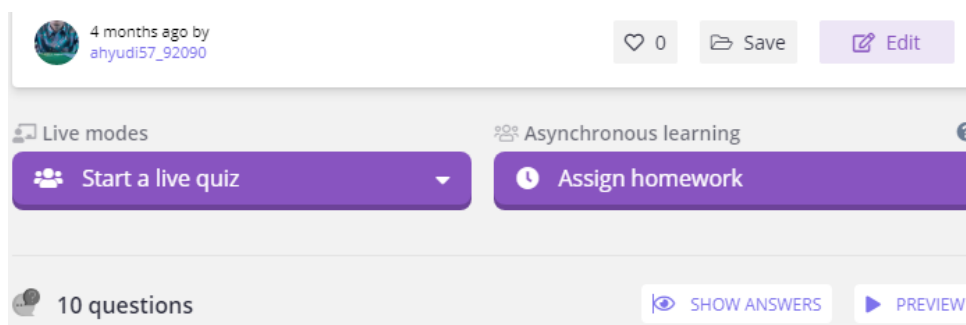 4 months ago by
ahyudi57_92090
0
Save
Edit
Live modes
Asynchronous learning
?
Start a live quiz
Assign homework
10 questions
SHOW ANSWERS
PREVIEW